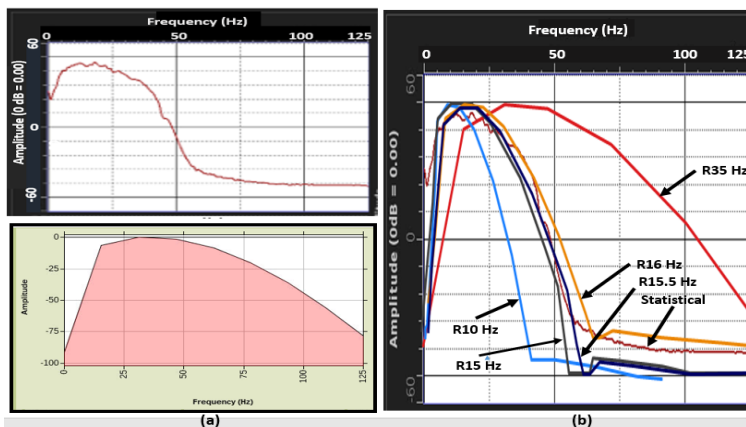 Frequency (Hz)
0 50 100 125
Amplitude (0 dB = 0.00)
60
0
-60
0
-25
-50
-75
-100
Amplitude
0 25 50 75 100 125
Frequency (Hz)
(a)
Frequency (Hz)
0 50 100 125
Amplitude (0dB = 0.00)
60
0
-60
R35 Hz
R16 Hz
R15.5 Hz
Statistical
R10 Hz
R15 Hz
(b)